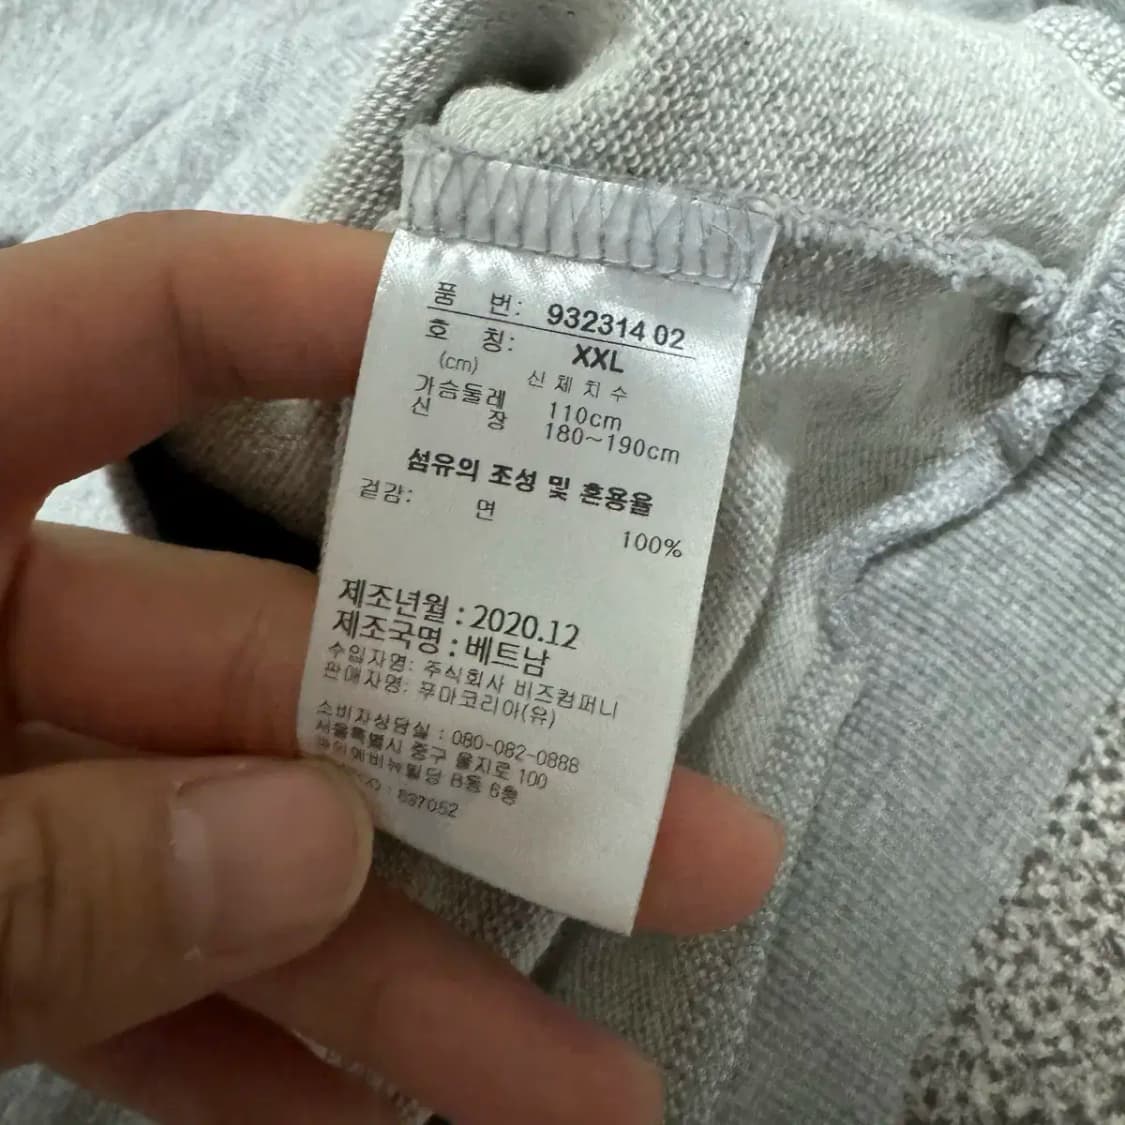 품 번: 932314 02
호 칭: XXL
(cm) 신 체 치 수
가슴둘레 110cm
신 장 180~190cm
섬유의 조성 및 혼용율
겉감: 면
100%
제조년월 : 2020.12
제조국명 : 베트남
수입자명: 주식회사 비즈컴퍼니
판매자명: 푸마코리아(유)
소비자상담실 : 080-082-0888
서울특별시 중구 을지로 100
B동 6층
: 697052